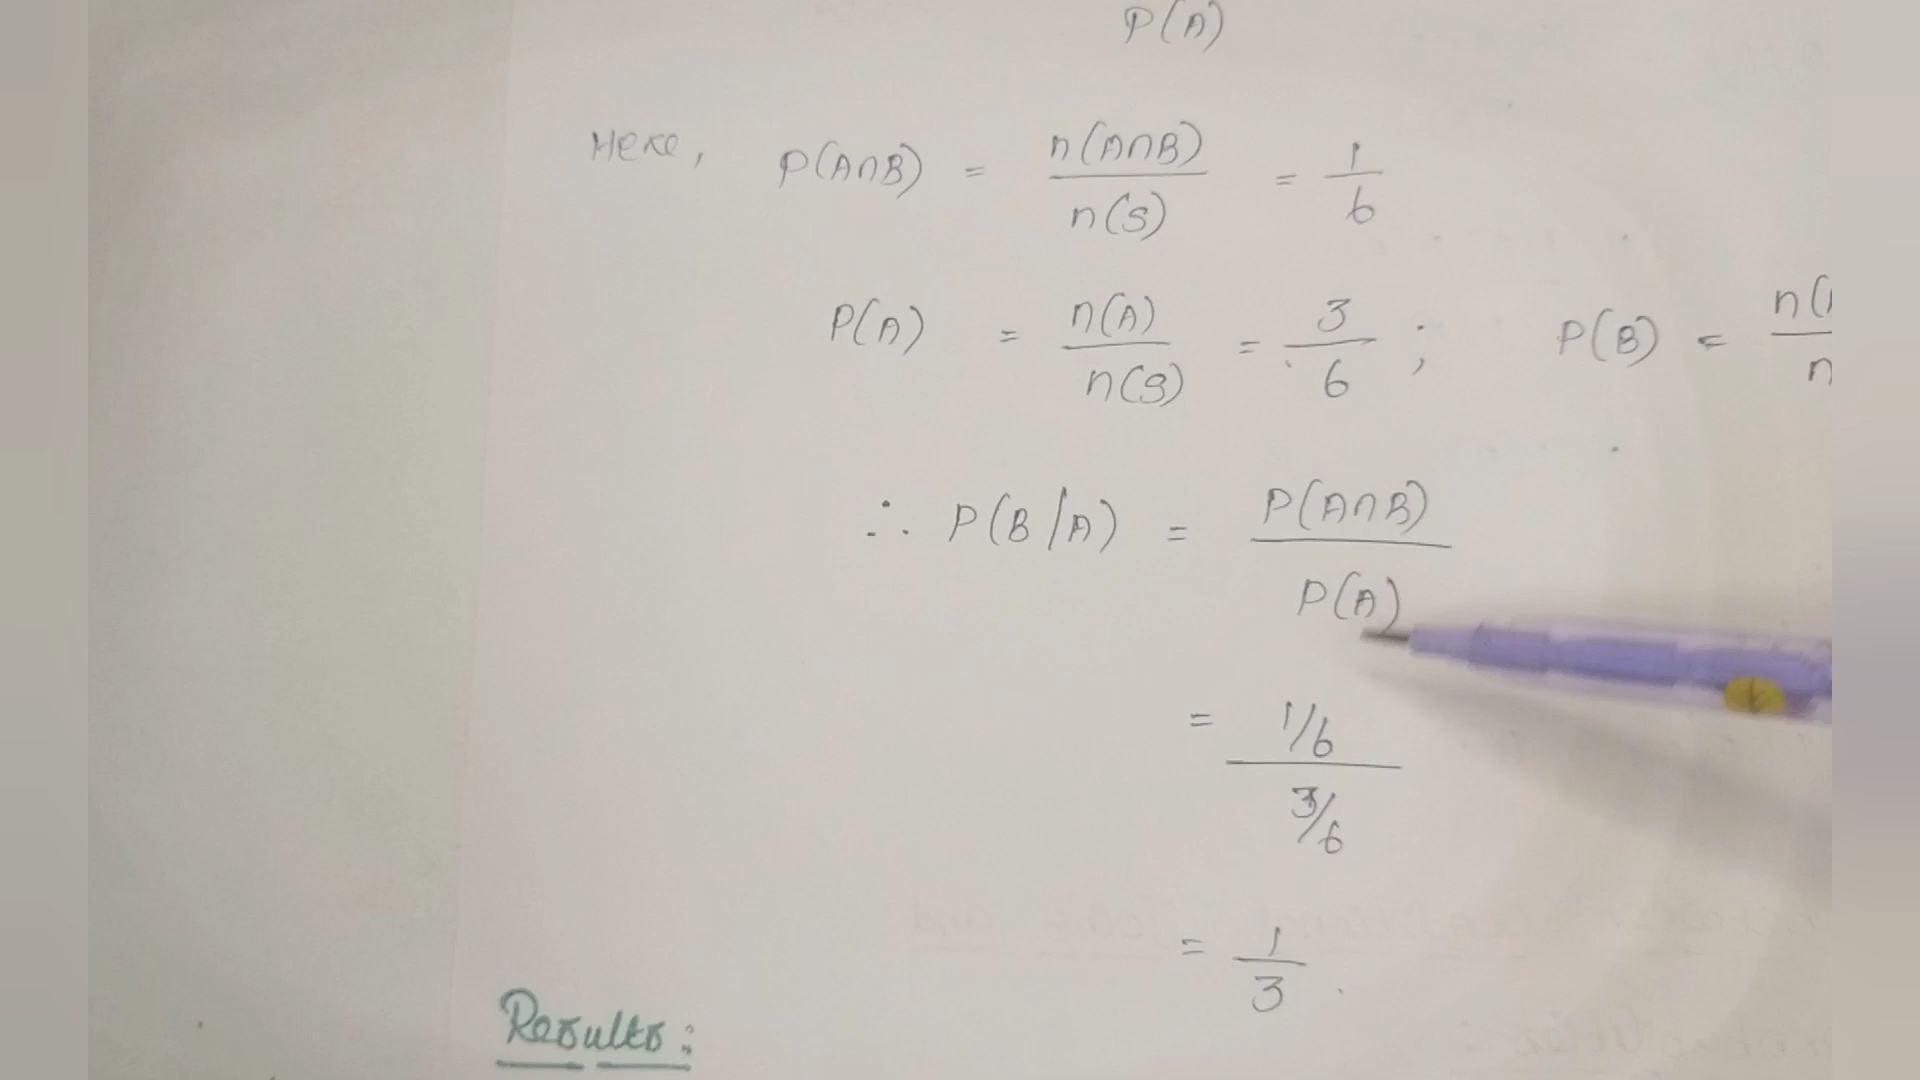 P(A)
Here, P(A∩B) = n(A∩B)/n(S) = 1/6
P(A) = n(A)/n(S) = 3/6 ; P(B) = n(/n
∴ P(B/A) = P(A∩B)/P(A)
= 1/6 / 3/6
= 1/3 .
Results: